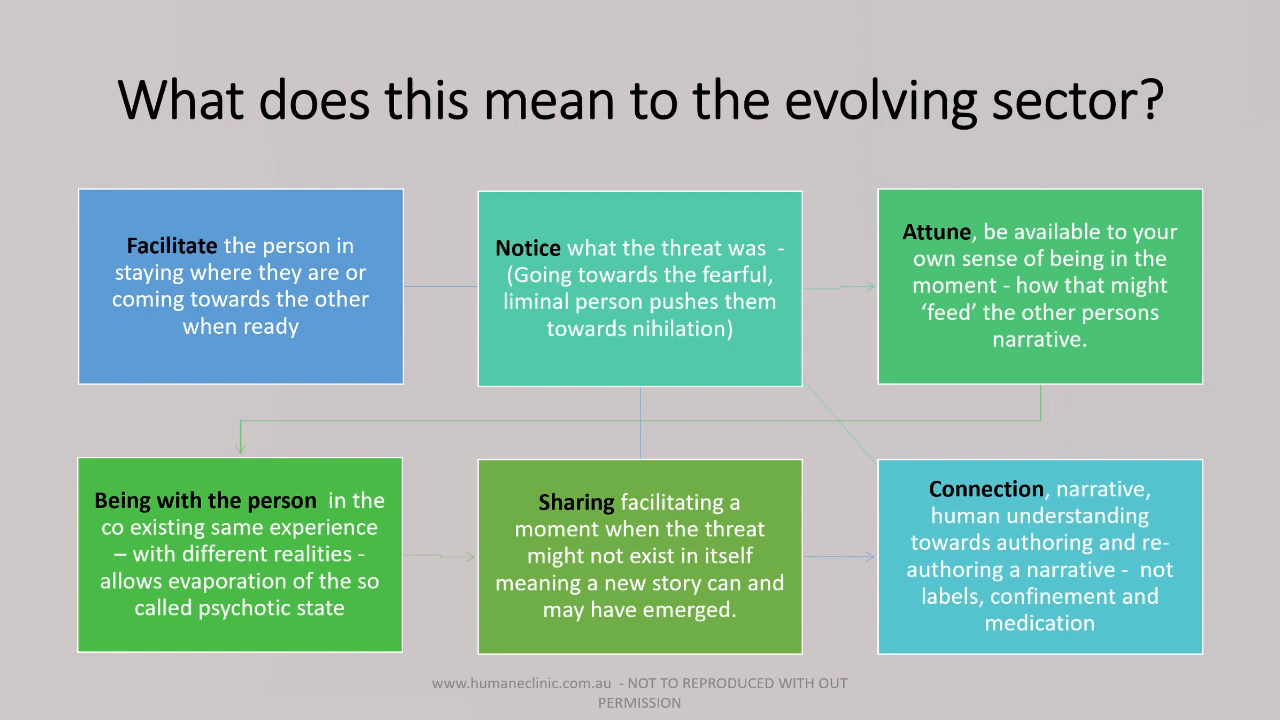 What does this mean to the evolving sector?
Facilitate the person in
staying where they are or
coming towards the other
when ready
Notice what the threat was  -
(Going towards the fearful,
liminal person pushes them
towards nihilation)
Attune, be available to your
own sense of being in the
moment - how that might
‘feed’ the other persons
narrative.
Being with the person  in the
co existing same experience
– with different realities -
allows evaporation of the so
called psychotic state
Sharing facilitating a
moment when the threat
might not exist in itself
meaning a new story can and
may have emerged.
Connection, narrative,
human understanding
towards authoring and re-
authoring a narrative -  not
labels, confinement and
medication
www.humaneclinic.com.au  - NOT TO REPRODUCED WITH OUT
PERMISSION